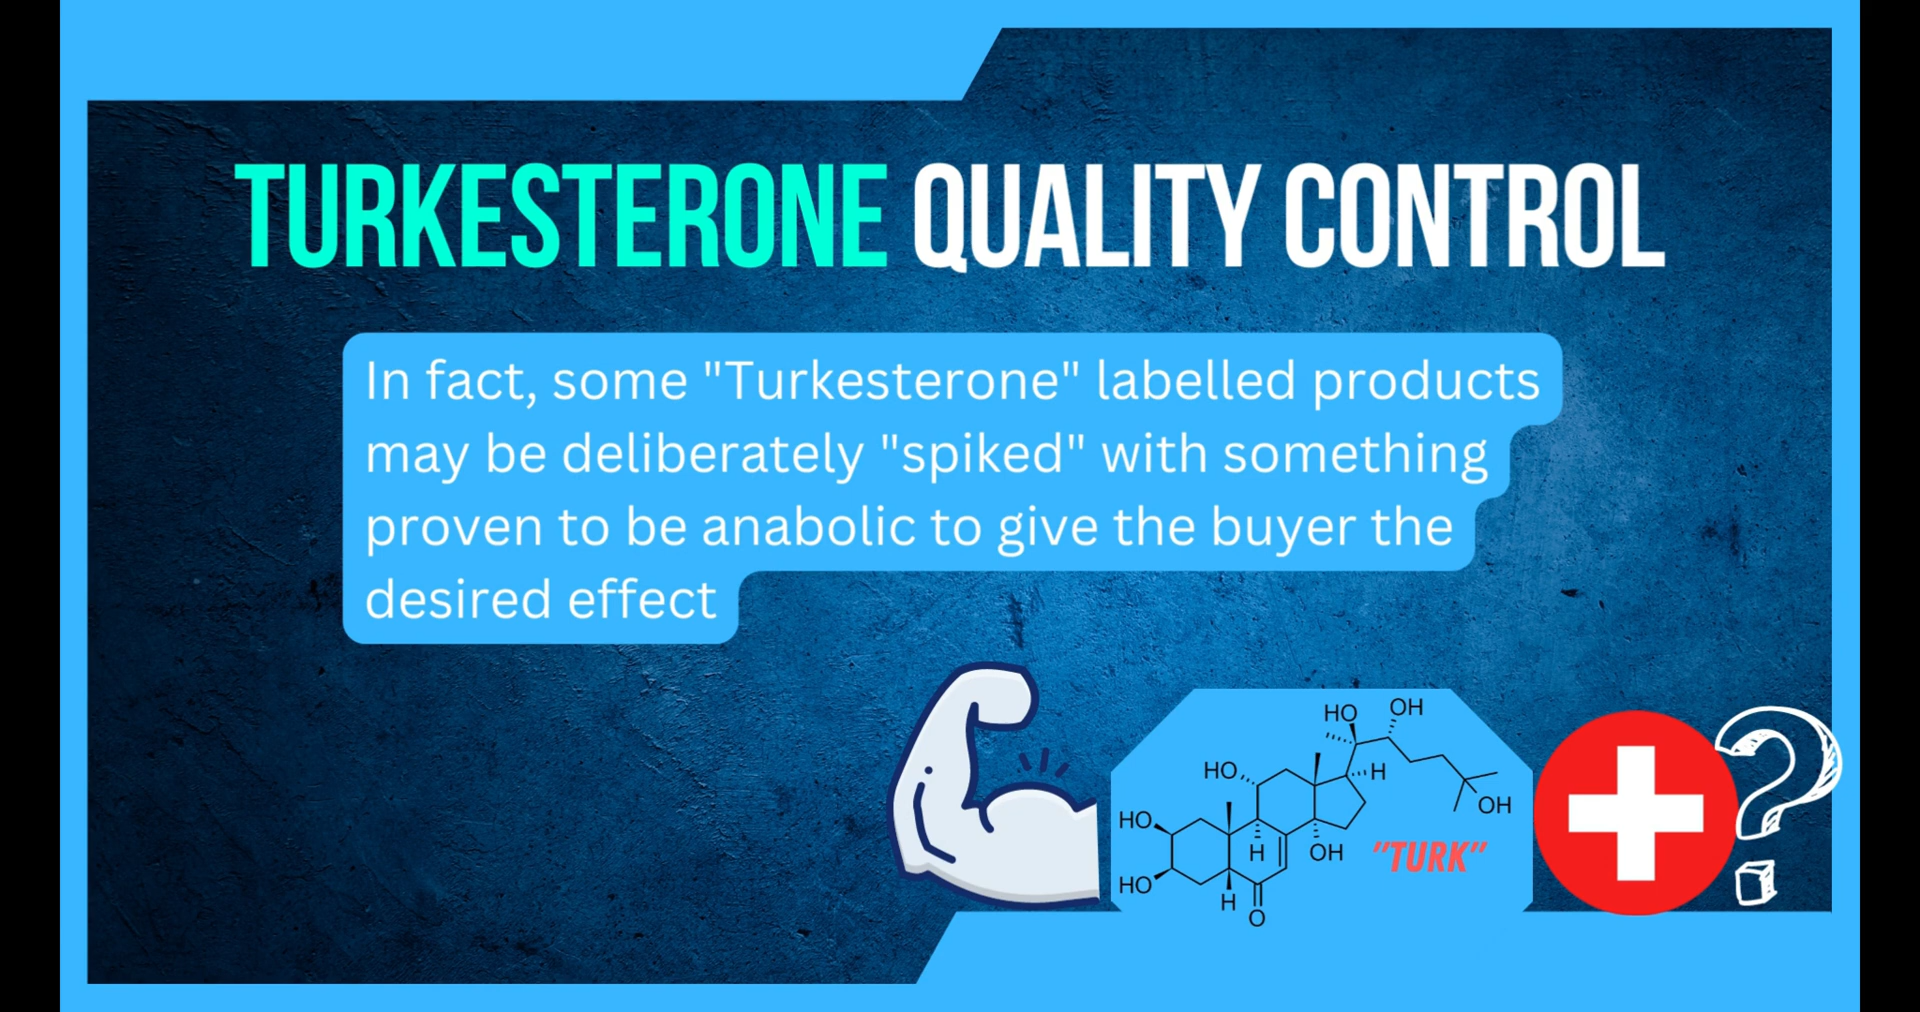 TURKESTERONE QUALITY CONTROL
In fact, some "Turkesterone" labelled products
may be deliberately "spiked" with something
proven to be anabolic to give the buyer the
desired effect
HO
OH
HO
H
HO
OH
H
OH
"TURK"
HO
H
O
?